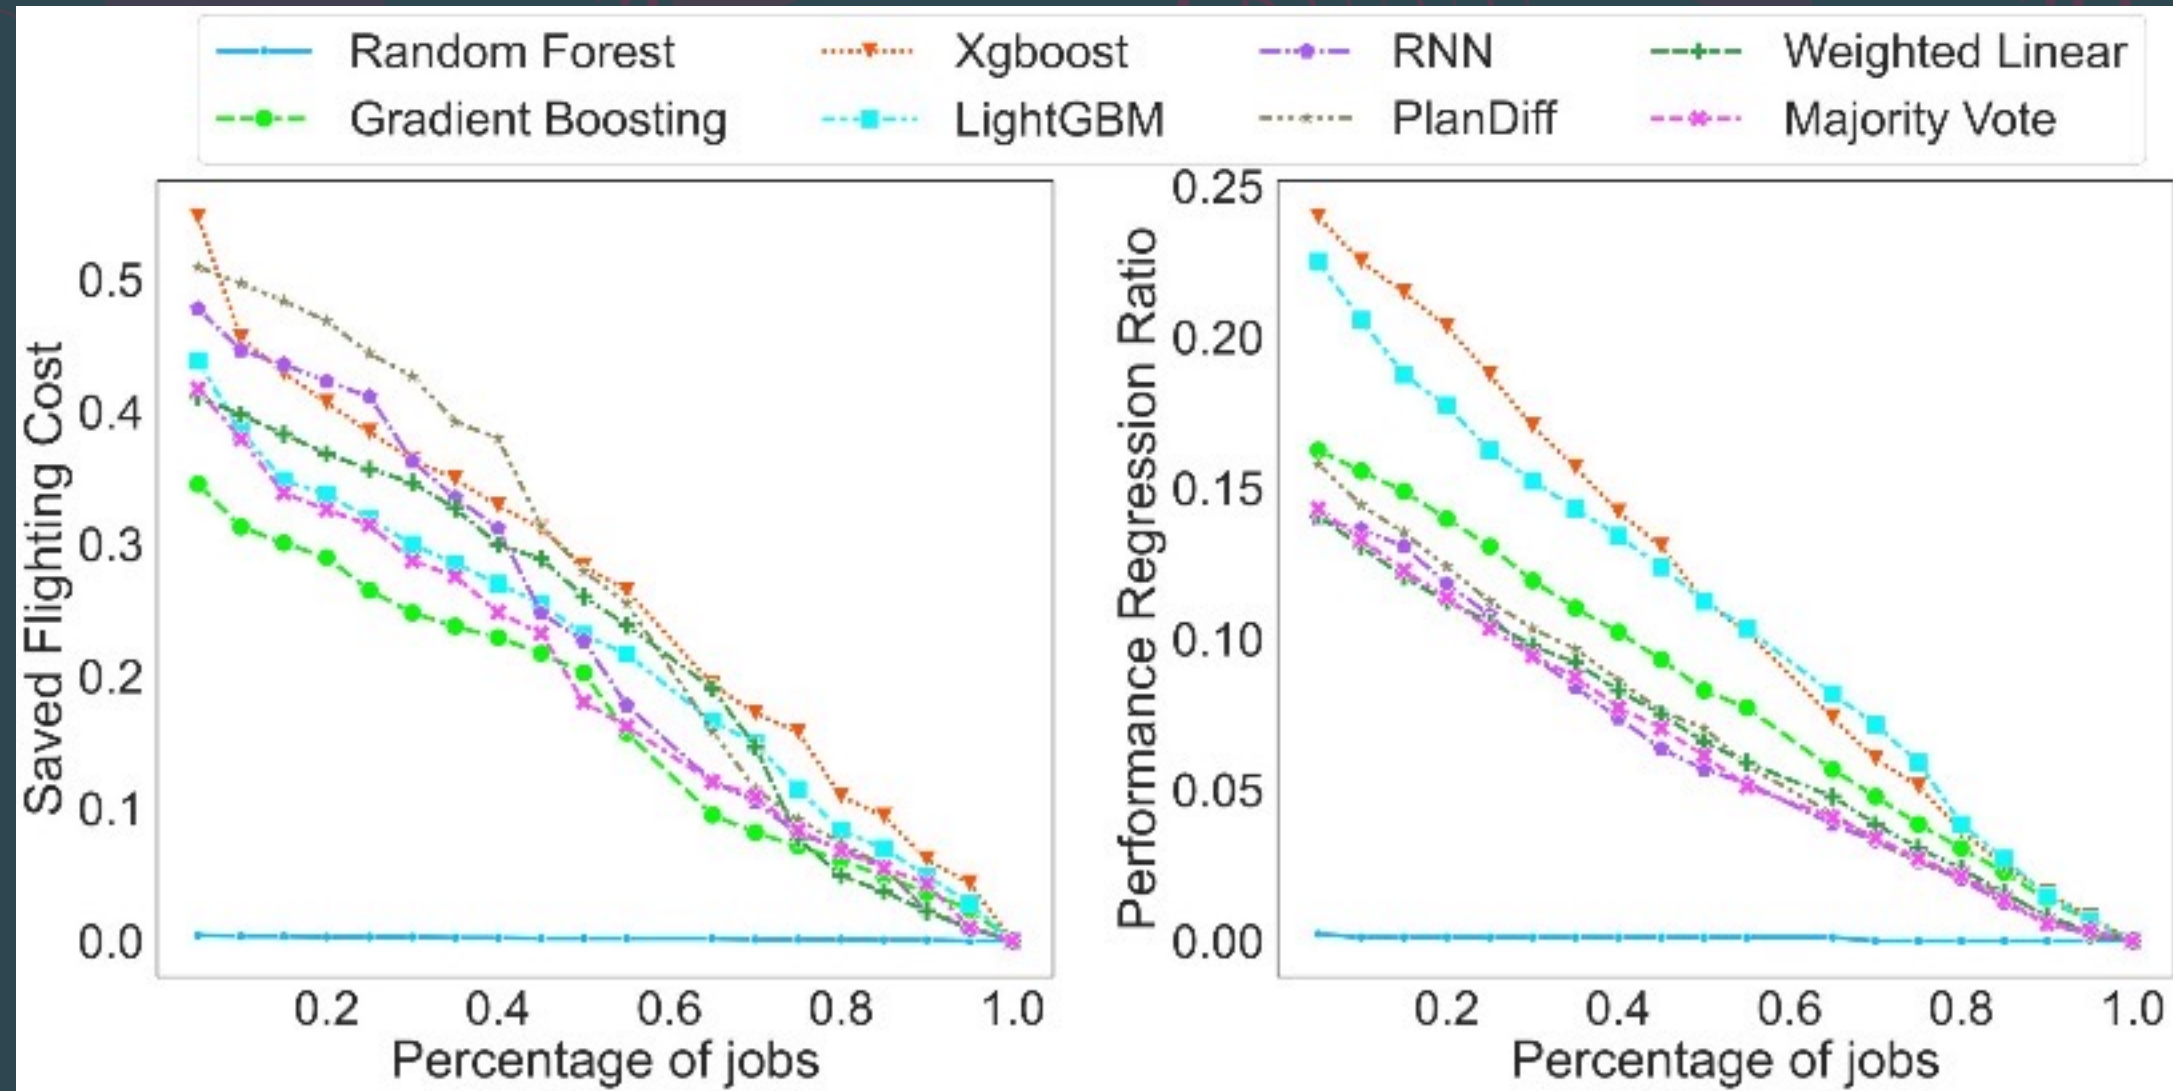 Random Forest
Xgboost
RNN
Weighted Linear
Gradient Boosting
LightGBM
PlanDiff
Majority Vote
Saved Flighting Cost
0.5
0.4
0.3
0.2
0.1
0.0
0.2 0.4 0.6 0.8 1.0
Percentage of jobs
Performance Regression Ratio
0.25
0.20
0.15
0.10
0.05
0.00
0.2 0.4 0.6 0.8 1.0
Percentage of jobs